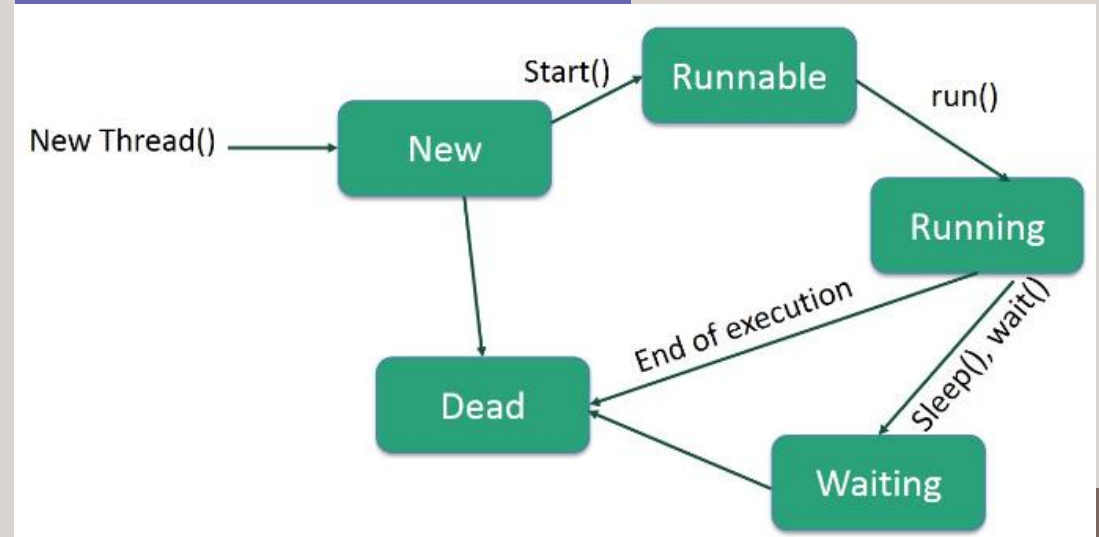 New Thread()
New
Start()
Runnable
run()
Running
End of execution
Sleep(), wait()
Dead
Waiting